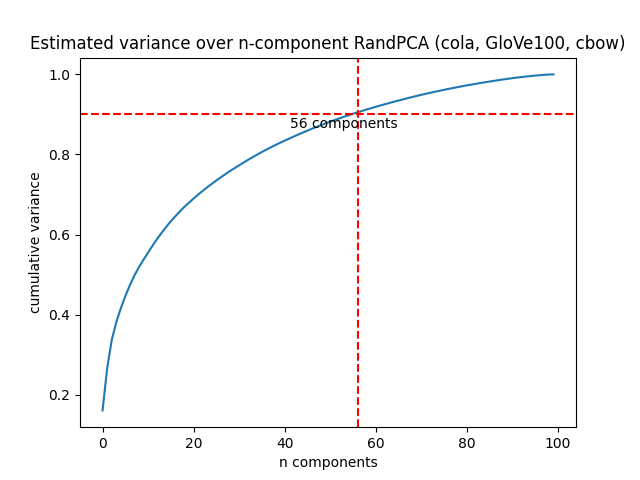 Estimated variance over n-component RandPCA (cola, GloVe100, cbow)
1.0
0.8
0.6
0.4
0.2
cumulative variance
56 components
0
20
40
60
80
100
n components